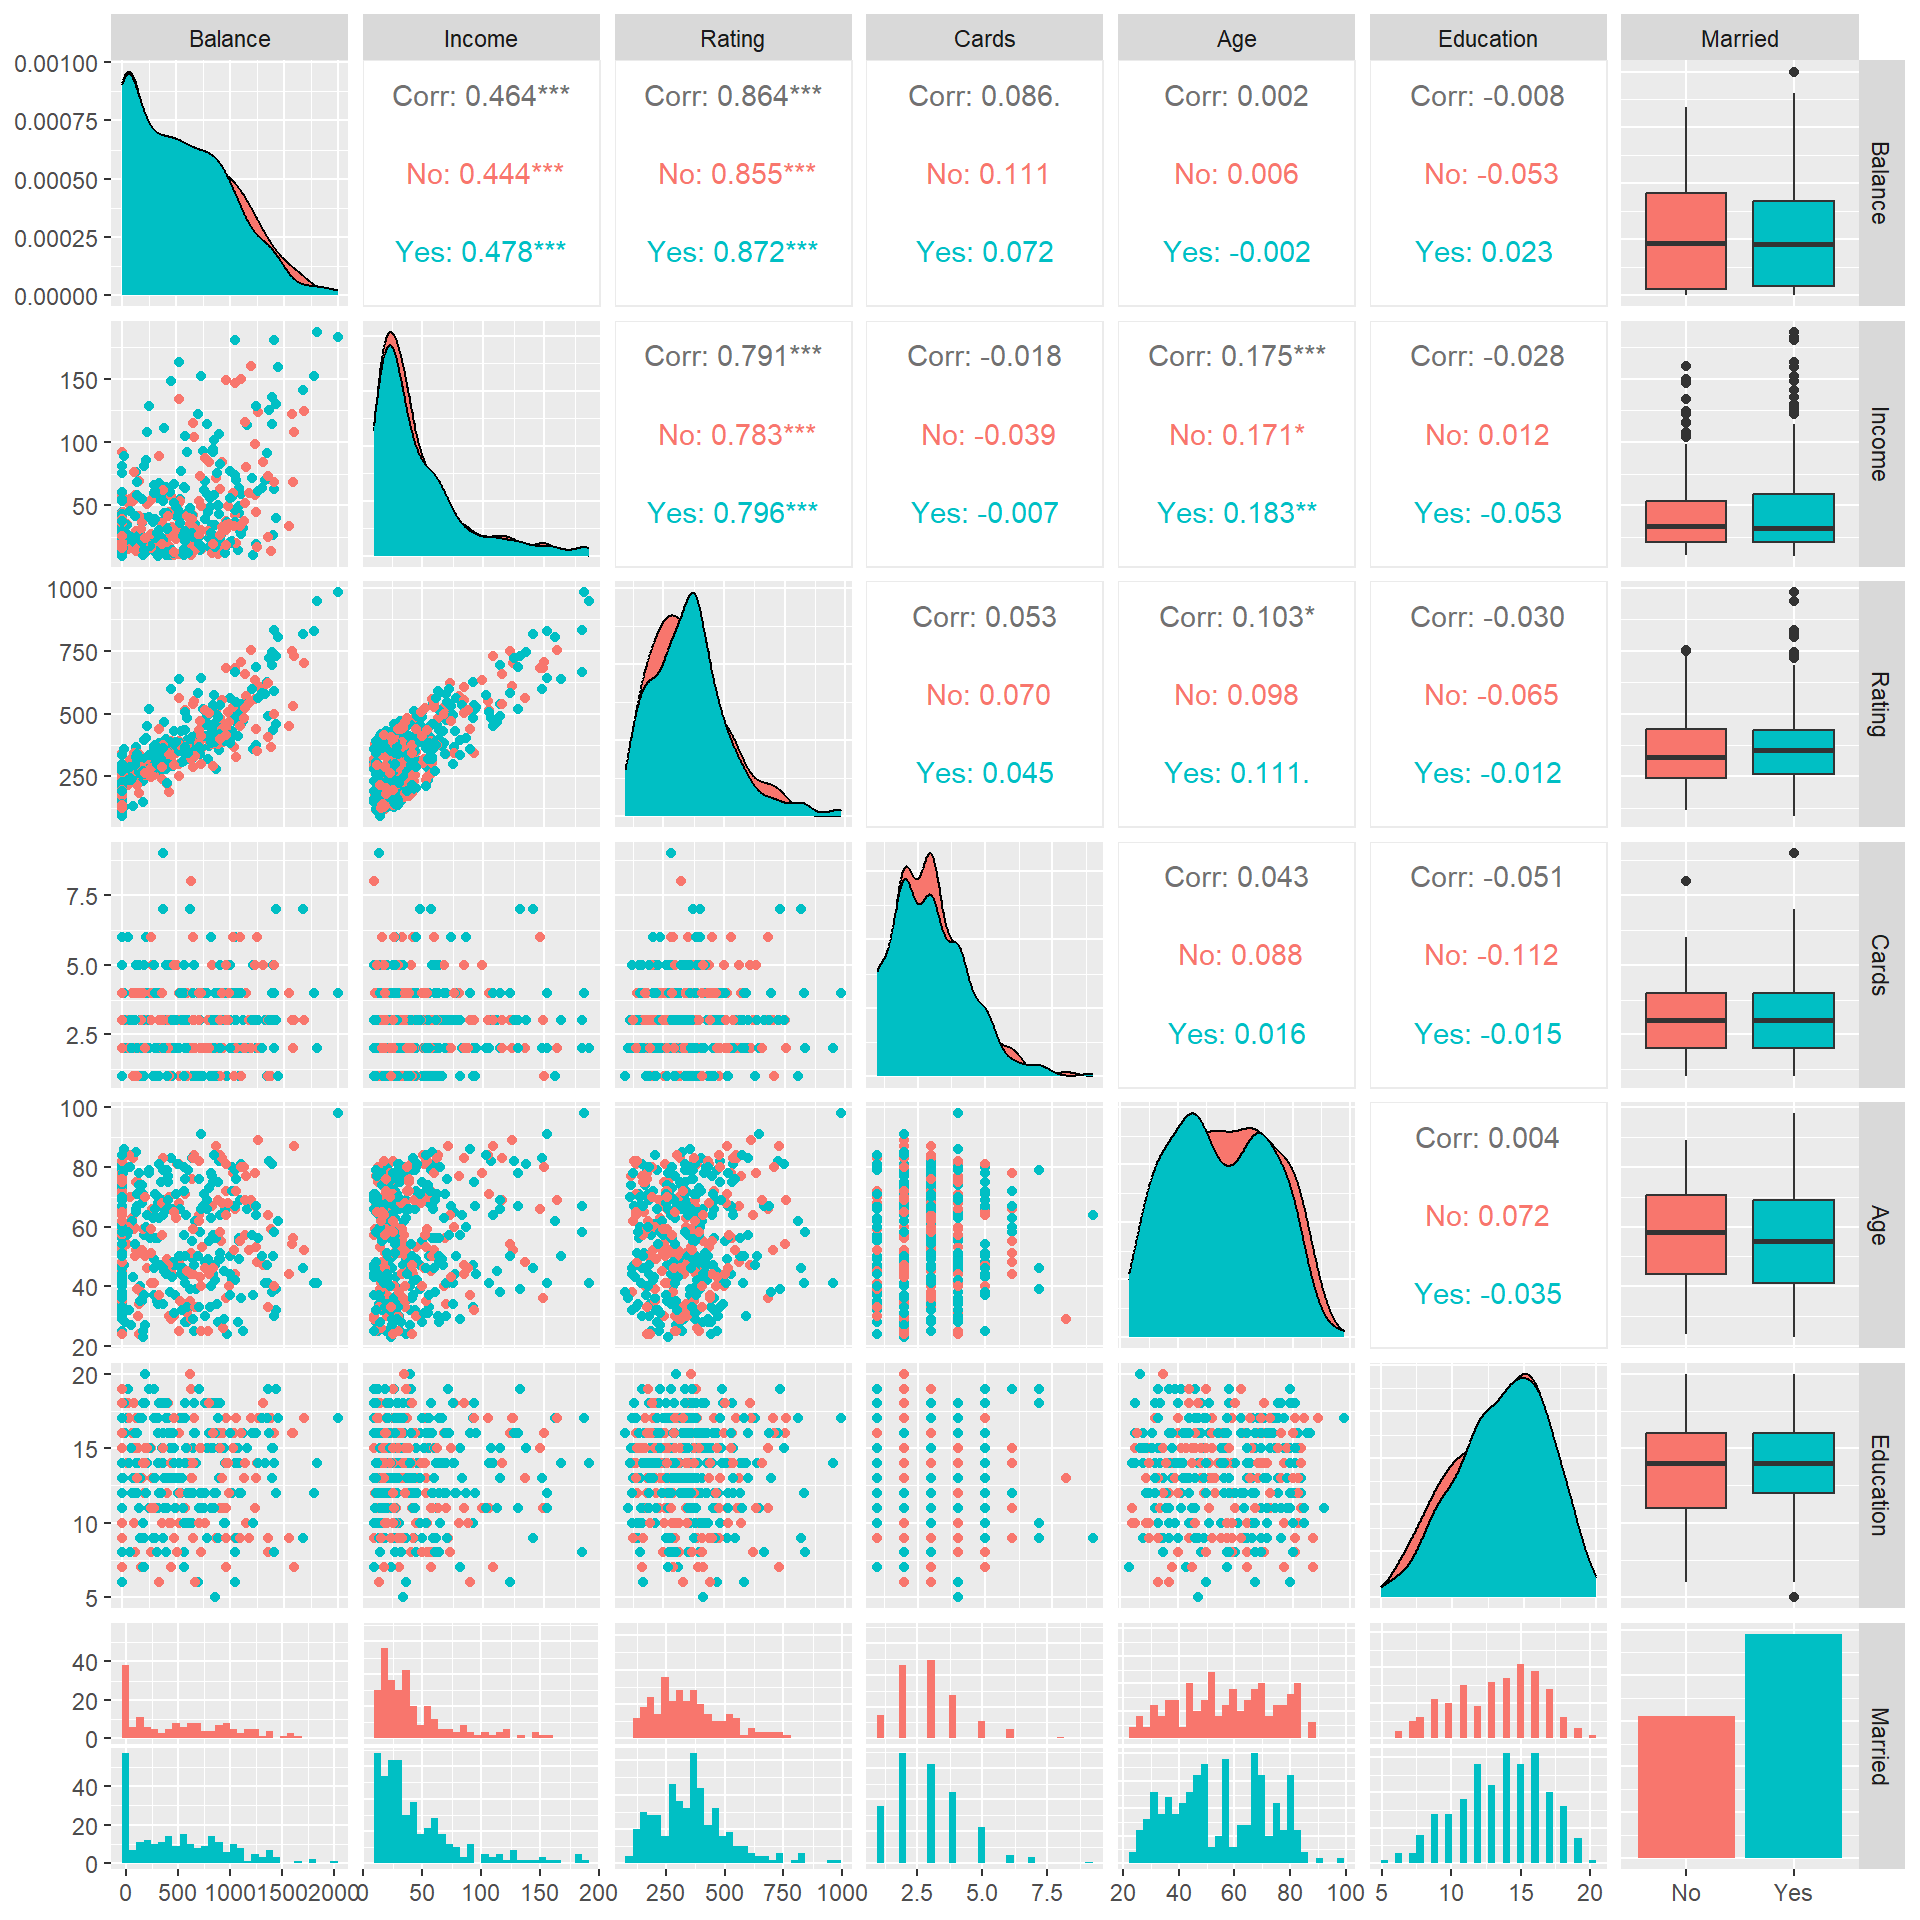 Balance Income Rating Cards Age Education Married
0.00100
0.00075
0.00050
0.00025
0.00000
Corr: 0.464***
No: 0.444***
Yes: 0.478***
Corr: 0.864***
No: 0.855***
Yes: 0.872***
Corr: 0.086.
No: 0.111
Yes: 0.072
Corr: 0.002
No: 0.006
Yes: -0.002
Corr: -0.008
No: -0.053
Yes: 0.023
Balance
150
100
50
Corr: 0.791***
No: 0.783***
Yes: 0.796***
Corr: -0.018
No: -0.039
Yes: -0.007
Corr: 0.175***
No: 0.171*
Yes: 0.183**
Corr: -0.028
No: 0.012
Yes: -0.053
Income
1000
750
500
250
Corr: 0.053
No: 0.070
Yes: 0.045
Corr: 0.103*
No: 0.098
Yes: 0.111.
Corr: -0.030
No: -0.065
Yes: -0.012
Rating
7.5
5.0
2.5
Corr: 0.043
No: 0.088
Yes: 0.016
Corr: -0.051
No: -0.112
Yes: -0.015
Cards
100
80
60
40
20
Corr: 0.004
No: 0.072
Yes: -0.035
Age
20
15
10
5
Education
40
20
0
40
20
0
Married
0 500 1000 1500 2000
0 50 100 150 200
250 500 750 1000
2.5 5.0 7.5
20 40 60 80 100
5 10 15 20
No Yes